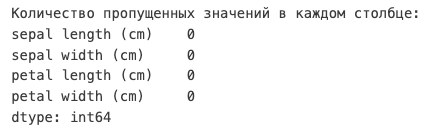 Количество пропущенных значений в каждом столбце:
sepal length (cm)    0
sepal width (cm)     0
petal length (cm)    0
petal width (cm)     0
dtype: int64